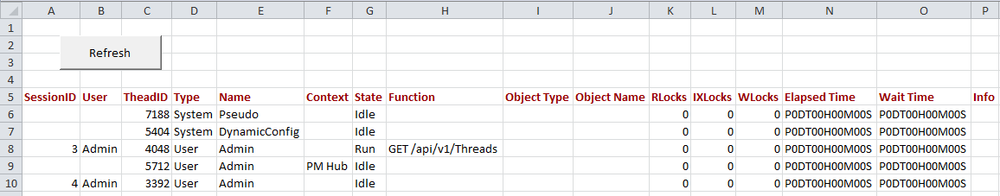 A B C D E F G H I J K L M N O P
1
2
Refresh
3
4
5 SessionID User TheadID Type Name Context State Function Object Type Object Name RLocks IXLocks WLocks Elapsed Time Wait Time Info
6 7188 System Pseudo Idle 0 0 0 P0DT00H00M00S P0DT00H00M00S
7 5404 System DynamicConfig Idle 0 0 0 P0DT00H00M00S P0DT00H00M00S
8 3 Admin 4048 User Admin Run GET /api/v1/Threads 0 0 0 P0DT00H00M00S P0DT00H00M00S
9 5712 User Admin PM Hub Idle 0 0 0 P0DT00H00M00S P0DT00H00M00S
10 4 Admin 3392 User Admin Idle 0 0 0 P0DT00H00M00S P0DT00H00M00S